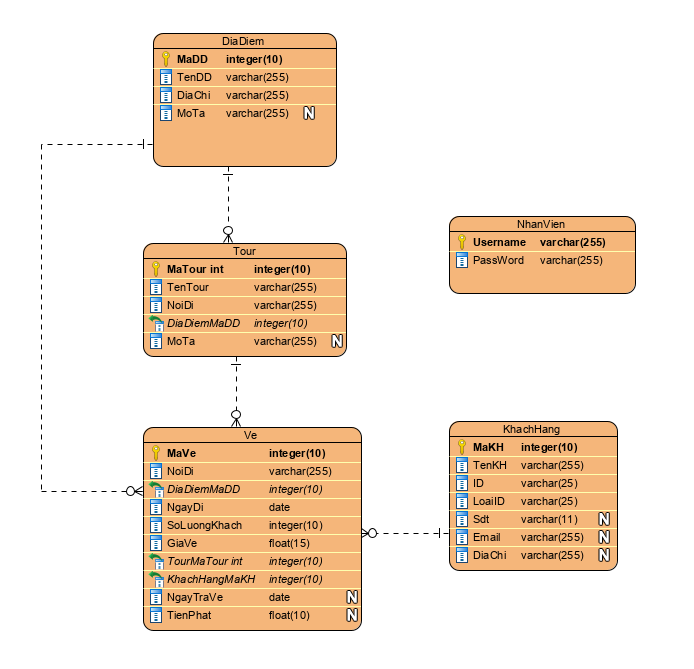 DiaDiem
MaDD integer(10)
TenDD varchar(255)
DiaChi varchar(255)
MoTa varchar(255) N
NhanVien
Username varchar(255)
PassWord varchar(255)
Tour
MaTour int integer(10)
TenTour varchar(255)
NoiDi varchar(255)
DiaDiemMaDD integer(10)
MoTa varchar(255) N
Ve
MaVe integer(10)
NoiDi varchar(255)
DiaDiemMaDD integer(10)
NgayDi date
SoLuongKhach integer(10)
GiaVe float(15)
TourMaTour int integer(10)
KhachHangMaKH integer(10)
NgayTraVe date N
TienPhat float(10) N
KhachHang
MaKH integer(10)
TenKH varchar(255)
ID varchar(25)
LoaiID varchar(25)
Sdt varchar(11) N
Email varchar(255) N
DiaChi varchar(255) N